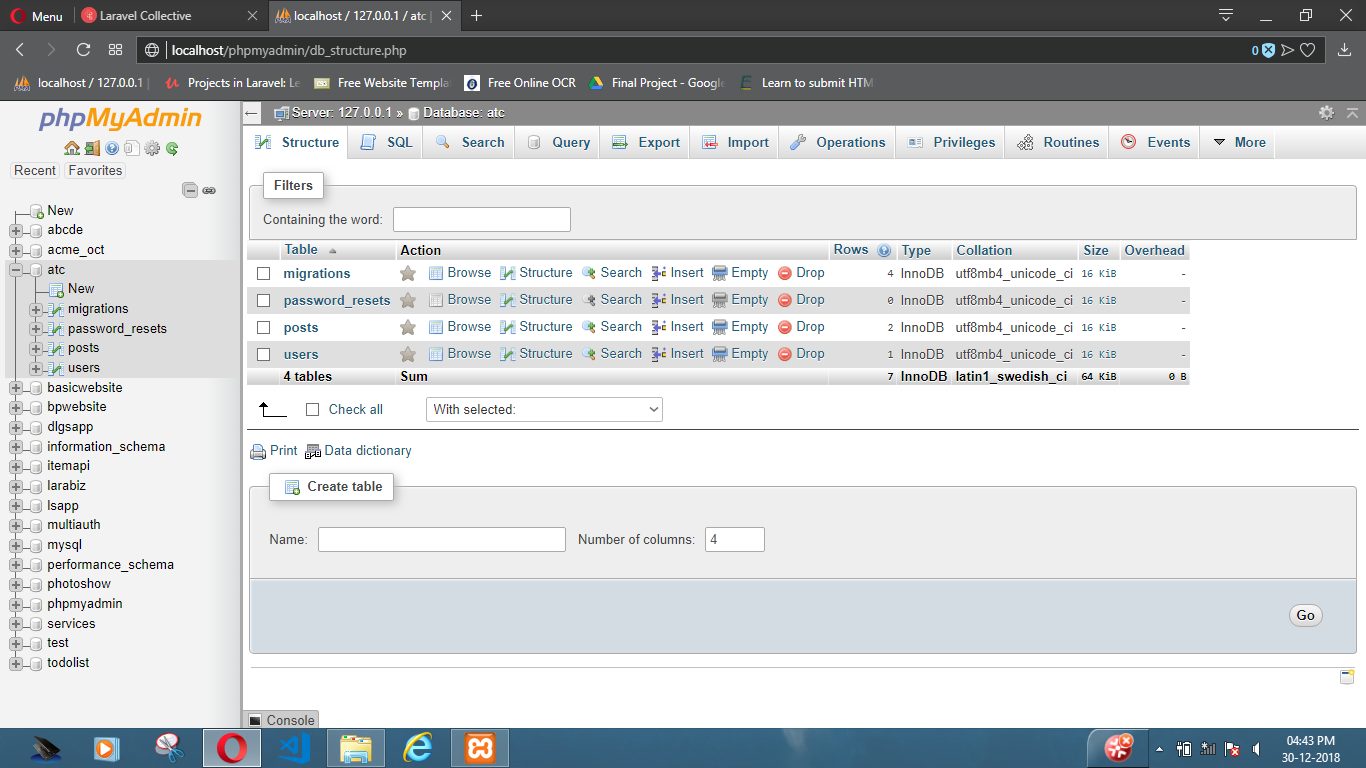 Menu Laravel Collective localhost / 127.0.0.1 / atc |
localhost/phpmyadmin/db_structure.php 0
localhost / 127.0.0.1 | Projects in Laravel: Le Free Website Templa Free Online OCR Final Project - Google Learn to submit HTM
phpMyAdmin
Recent Favorites
New
abcde
acme_oct
atc
New
migrations
password_resets
posts
users
basicwebsite
bpwebsite
dlgsapp
information_schema
itemapi
larabiz
lsapp
multiauth
mysql
performance_schema
photoshow
phpmyadmin
services
test
todolist
Server: 127.0.0.1 » Database: atc
Structure SQL Search Query Export Import Operations Privileges Routines Events More
Filters
Containing the word:
Table Action Rows Type Collation Size Overhead
migrations Browse Structure Search Insert Empty Drop 4 InnoDB utf8mb4_unicode_ci 16 KiB -
password_resets Browse Structure Search Insert Empty Drop 0 InnoDB utf8mb4_unicode_ci 16 KiB -
posts Browse Structure Search Insert Empty Drop 2 InnoDB utf8mb4_unicode_ci 16 KiB -
users Browse Structure Search Insert Empty Drop 1 InnoDB utf8mb4_unicode_ci 16 KiB -
4 tables Sum 7 InnoDB latin1_swedish_ci 64 KiB 0 B
Check all With selected:
Print Data dictionary
Create table
Name: Number of columns: 4
Go
Console
04:43 PM
30-12-2018